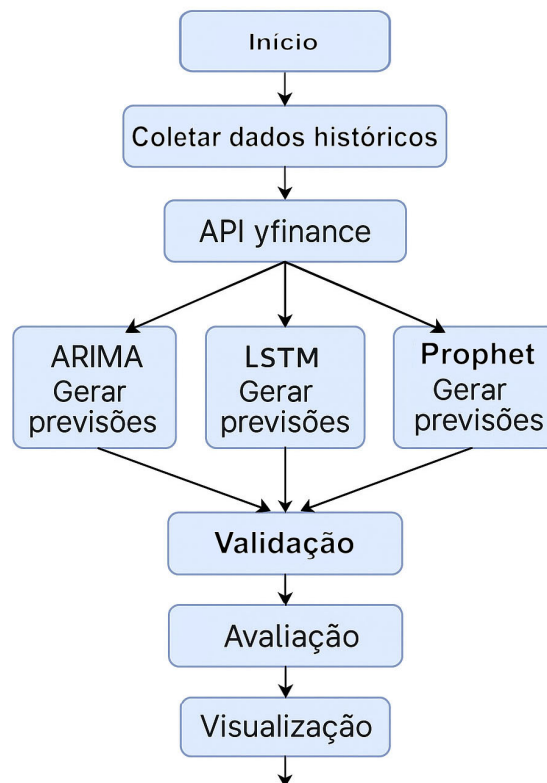 Início
Coletar dados históricos
API yfinance
ARIMA
Gerar
previsões
LSTM
Gerar
previsões
Prophet
Gerar
previsões
Validação
Avaliação
Visualização